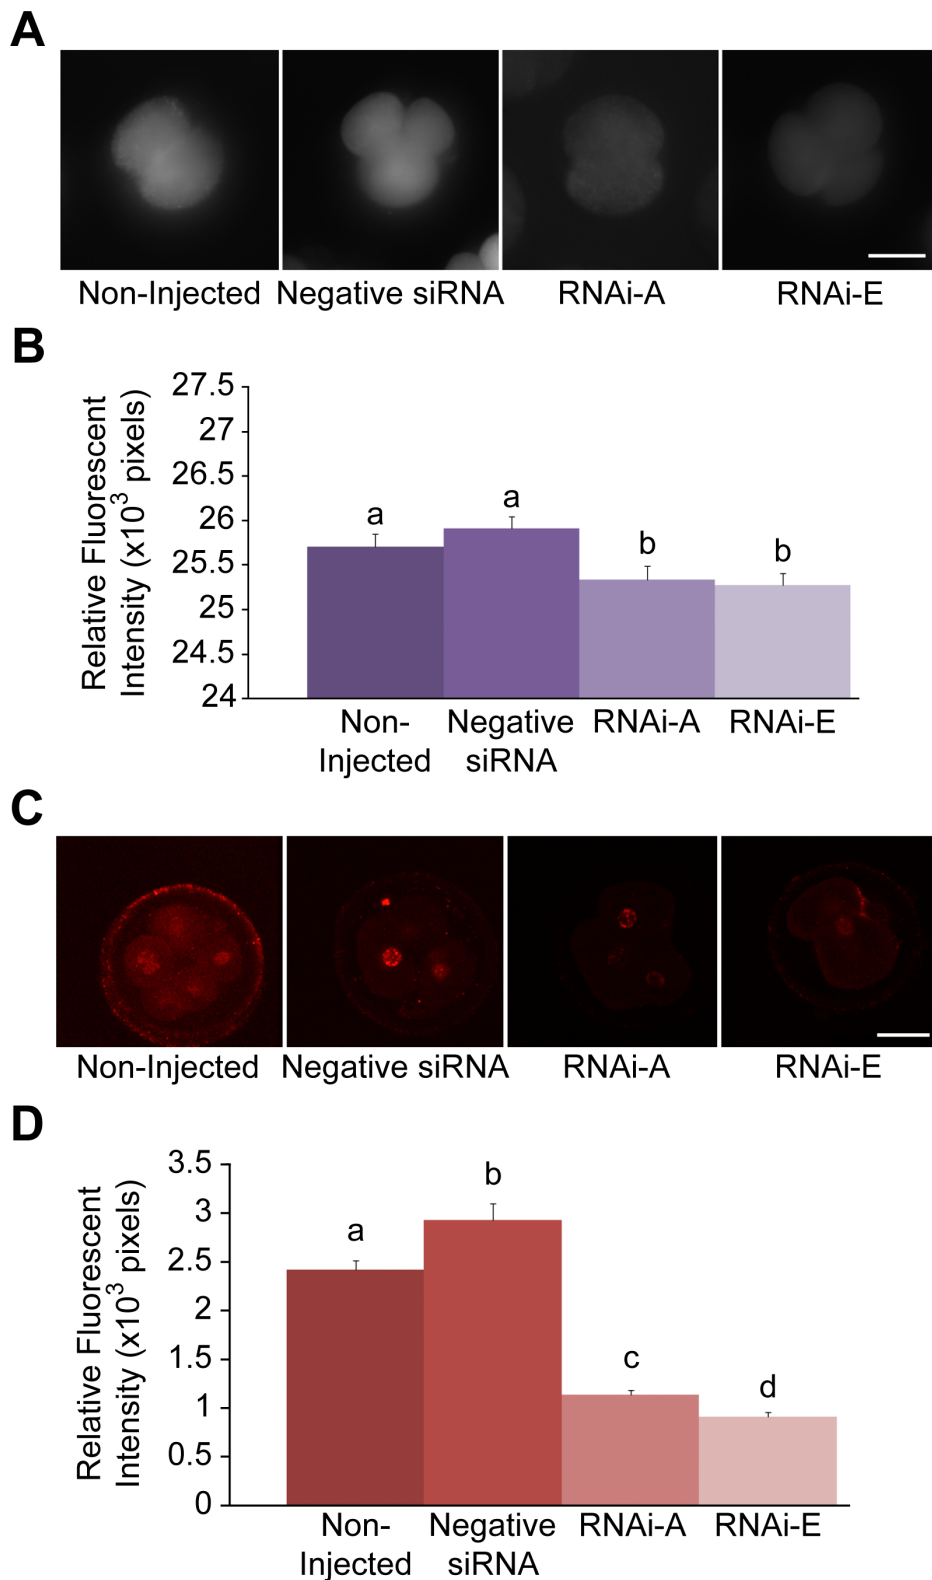 A
Non-Injected Negative siRNA RNAi-A RNAi-E
B
Relative Fluorescent
Intensity (x10³ pixels)
27.5
27
26.5
26
25.5
25
24.5
24
a
a
b
b
Non-
Injected
Negative
siRNA
RNAi-A
RNAi-E
C
Non-Injected Negative siRNA RNAi-A RNAi-E
D
Relative Fluorescent
Intensity (x10³ pixels)
3.5
3
2.5
2
1.5
1
0.5
0
a
b
c
d
Non-
Injected
Negative
siRNA
RNAi-A
RNAi-E